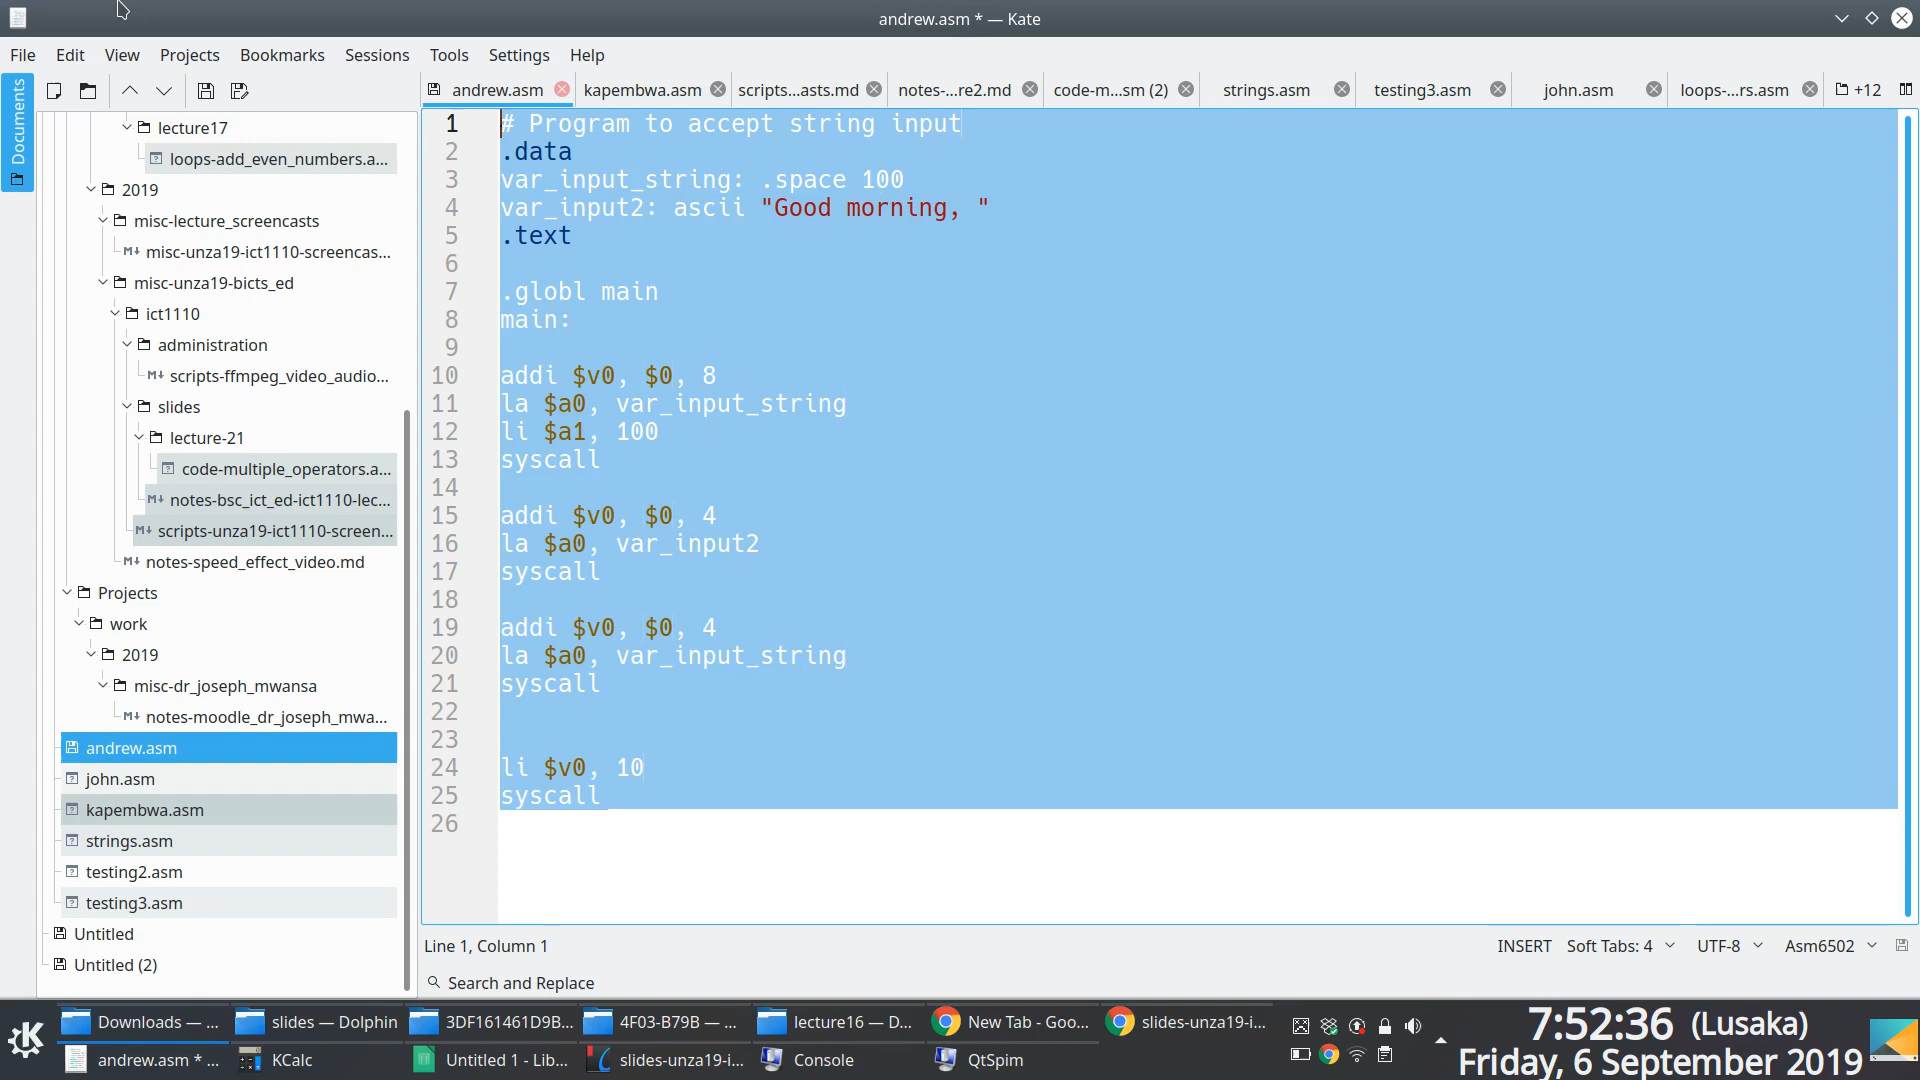 andrew.asm * — Kate
File Edit View Projects Bookmarks Sessions Tools Settings Help
andrew.asm kapembwa.asm scripts...asts.md notes-...re2.md code-m...sm (2) strings.asm testing3.asm john.asm loops-...rs.asm +12
Documents
lecture17
loops-add_even_numbers.a...
2019
misc-lecture_screencasts
misc-unza19-ict1110-screencas...
misc-unza19-bicts_ed
ict1110
administration
scripts-ffmpeg_video_audio...
slides
lecture-21
code-multiple_operators.a...
notes-bsc_ict_ed-ict1110-lec...
scripts-unza19-ict1110-screen...
notes-speed_effect_video.md
Projects
work
2019
misc-dr_joseph_mwansa
notes-moodle_dr_joseph_mwa...
andrew.asm
john.asm
kapembwa.asm
strings.asm
testing2.asm
testing3.asm
Untitled
Untitled (2)
1 # Program to accept string input
2 .data
3 var_input_string: .space 100
4 var_input2: ascii "Good morning, "
5 .text
6
7 .globl main
8 main:
9
10 addi $v0, $0, 8
11 la $a0, var_input_string
12 li $a1, 100
13 syscall
14
15 addi $v0, $0, 4
16 la $a0, var_input2
17 syscall
18
19 addi $v0, $0, 4
20 la $a0, var_input_string
21 syscall
22
23
24 li $v0, 10
25 syscall
26
Line 1, Column 1 INSERT Soft Tabs: 4 UTF-8 Asm6502
Search and Replace
Downloads — ... slides — Dolphin 3DF161461D9B... 4F03-B79B — ... lecture16 — D... New Tab - Goo... slides-unza19-i...
andrew.asm * ... KCalc Untitled 1 - Lib... slides-unza19-i... Console QtSpim
7:52:36 (Lusaka)
Friday, 6 September 2019